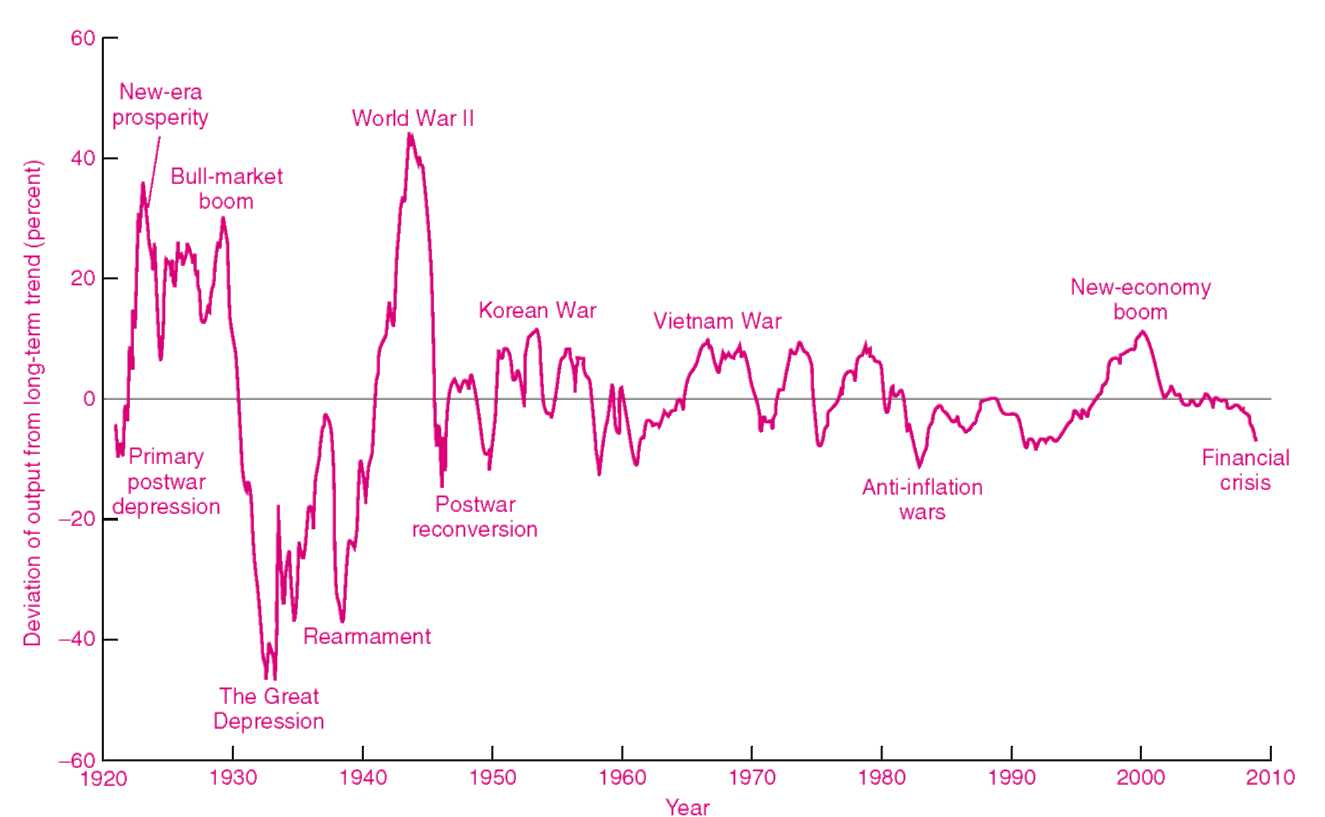 60
New-era
prosperity
World War II
40
Bull-market
boom
20
Korean War
Vietnam War
New-economy
boom
0
Primary
postwar
depression
Postwar
reconversion
Anti-inflation
wars
Financial
crisis
–20
Rearmament
–40
The Great
Depression
–60
1920
1930
1940
1950
1960
1970
1980
1990
2000
2010
Year
Deviation of output from long-term trend (percent)